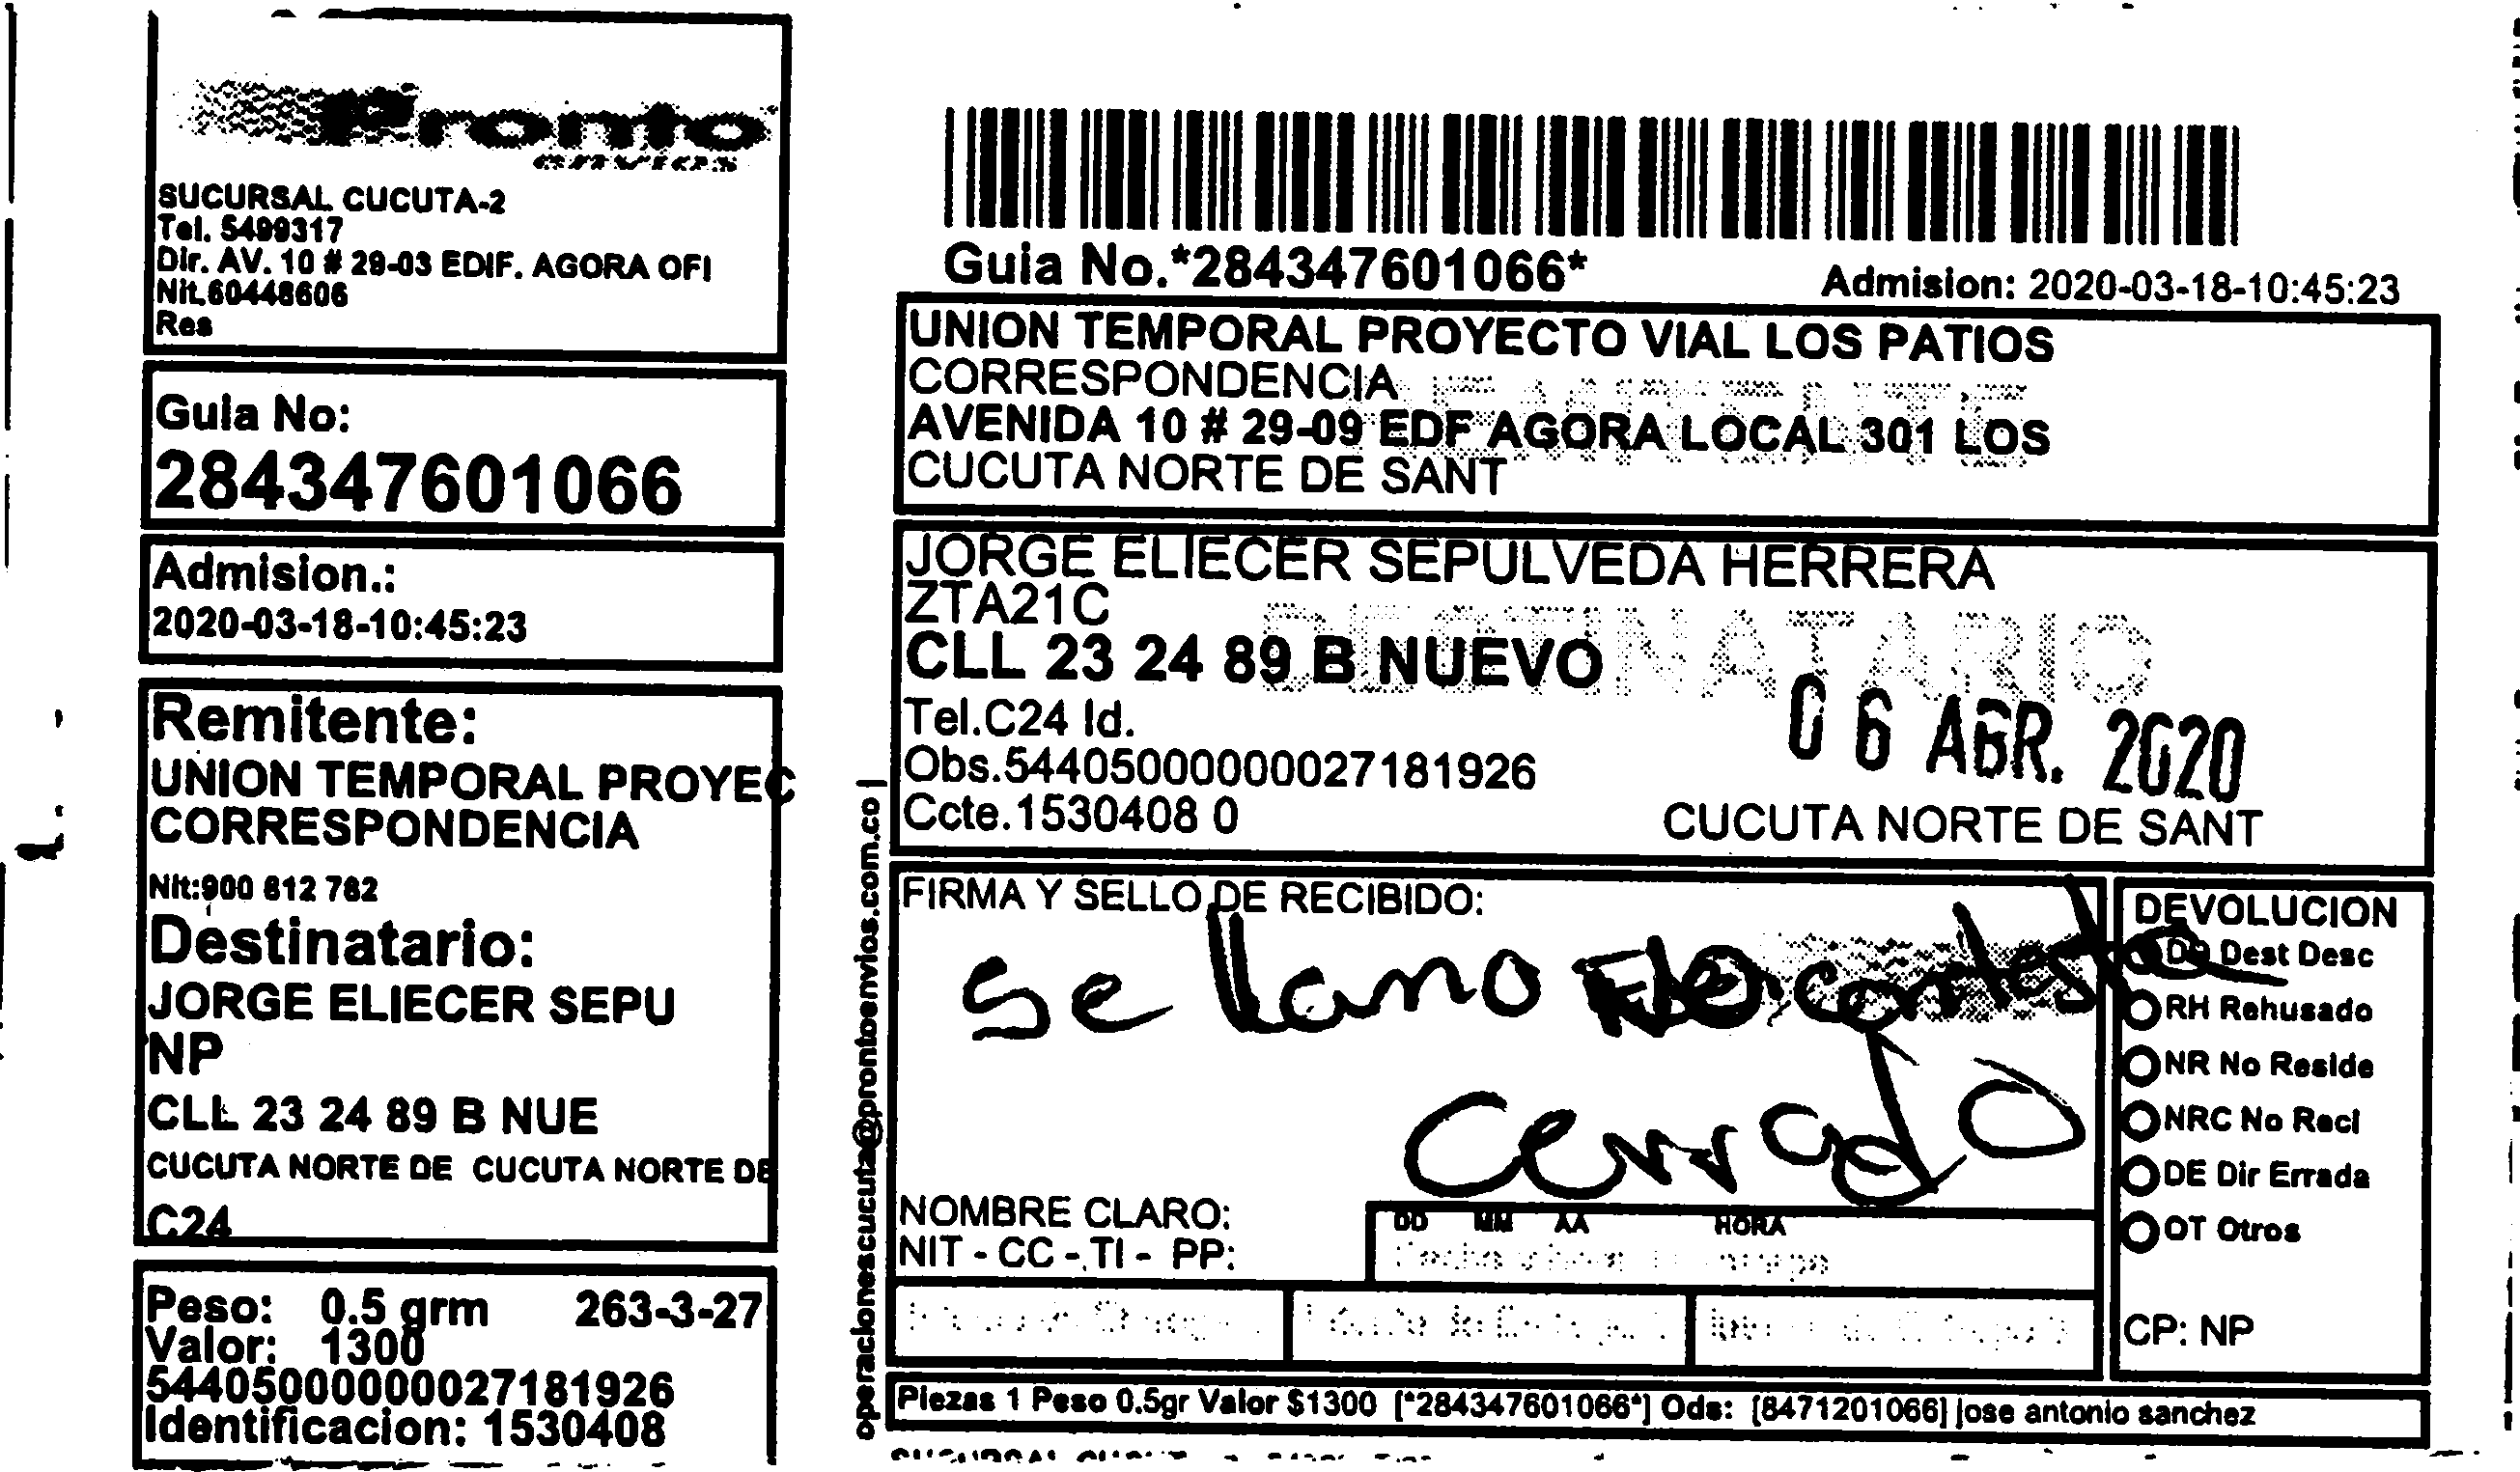 Pronto
envios
SUCURSAL CUCUTA-2
Tel. 5499317
Dir. AV. 10 # 29-03 EDIF. AGORA OFI
Nit.60448606
Res
Guia No:
284347601066
Admision.:
2020-03-18-10:45:23
Remitente:
UNION TEMPORAL PROYEC
CORRESPONDENCIA
Nit:900 812 782
Destinatario:
JORGE ELIECER SEPU
NP
CLL 23 24 89 B NUE
CUCUTA NORTE DE CUCUTA NORTE DE
C24
Peso: 0.5 grm 263-3-27
Valor: 1300
544050000000027181926
Identificacion: 1530408
operacionescucuta@prontoenvios.com.co |
Guia No.*284347601066*
Admision: 2020-03-18-10:45:23
UNION TEMPORAL PROYECTO VIAL LOS PATIOS
CORRESPONDENCIA
REMITENTE
AVENIDA 10 # 29-09 EDF AGORA LOCAL 301 LOS
CUCUTA NORTE DE SANT
JORGE ELIECER SEPULVEDA HERRERA
ZTA21C
DESTINATARIO
CLL 23 24 89 B NUEVO
Tel.C24 Id.
06 ABR. 2020
Obs.544050000000027181926
Ccte.1530408 0
CUCUTA NORTE DE SANT
FIRMA Y SELLO DE RECIBIDO:
se llamo No contesta
cerrado
NOMBRE CLARO:
NIT - CC - TI - PP:
DD MM AA HORA
DEVOLUCION
DD Dest Desc
RH Rehusado
NR No Reside
NRC No Recl
DE Dir Errada
OT Otros
CP: NP
Piezas 1 Peso 0.5gr Valor $1300 [*284347601066*] Ods: [8471201066] jose antonio sanchez